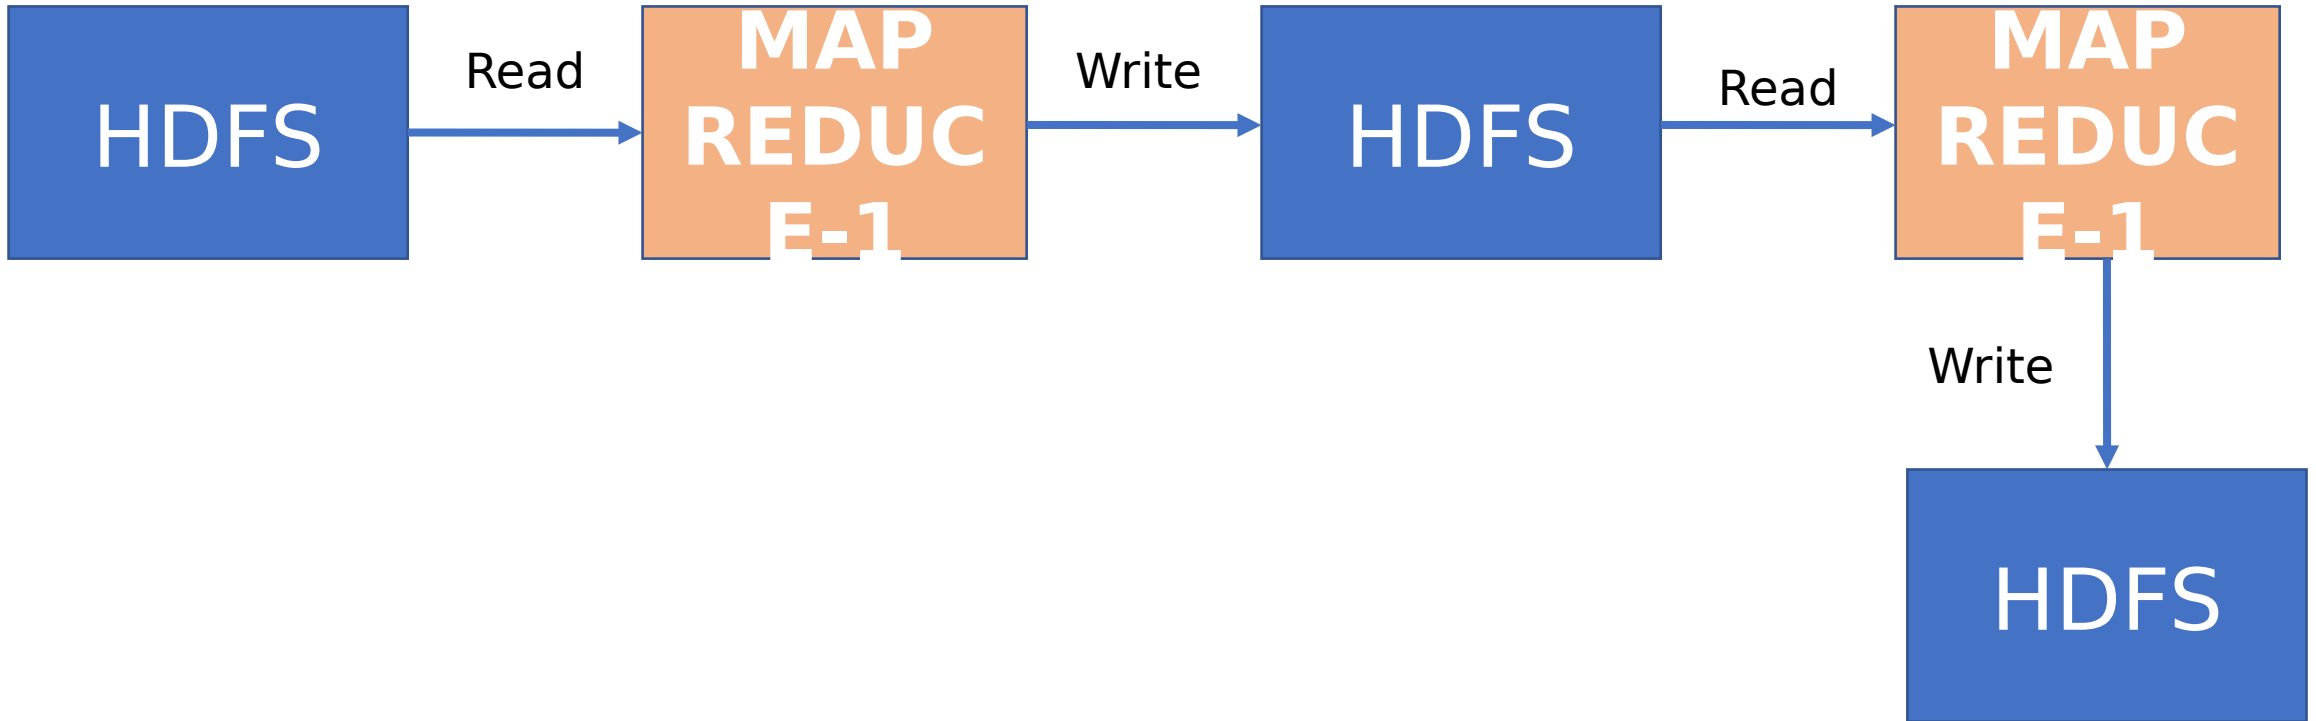 HDFS
Read
MAP
REDUC
E-1
Write
HDFS
Read
MAP
REDUC
E-1
Write
HDFS